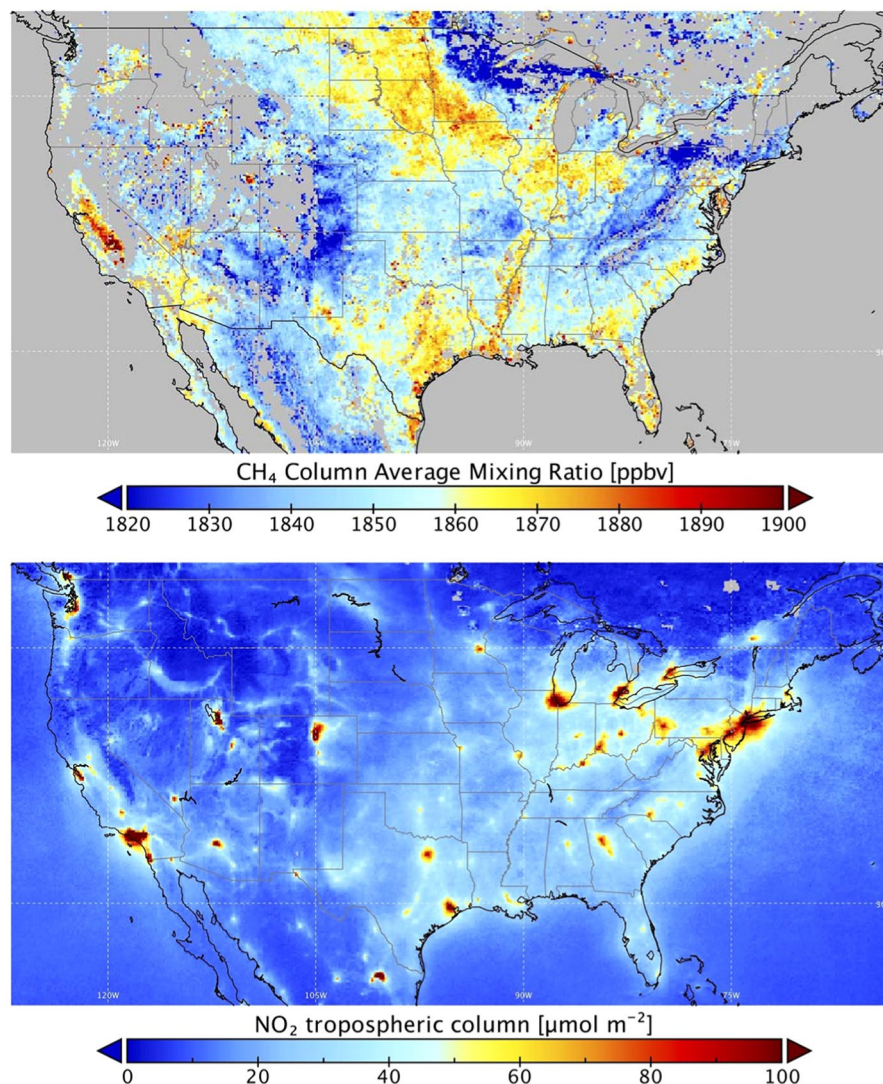 120W 105W 90W 75W
CH₄ Column Average Mixing Ratio [ppbv]
1820 1830 1840 1850 1860 1870 1880 1890 1900
120W 105W 90W 75W
NO₂ tropospheric column [μmol m⁻²]
0 20 40 60 80 100